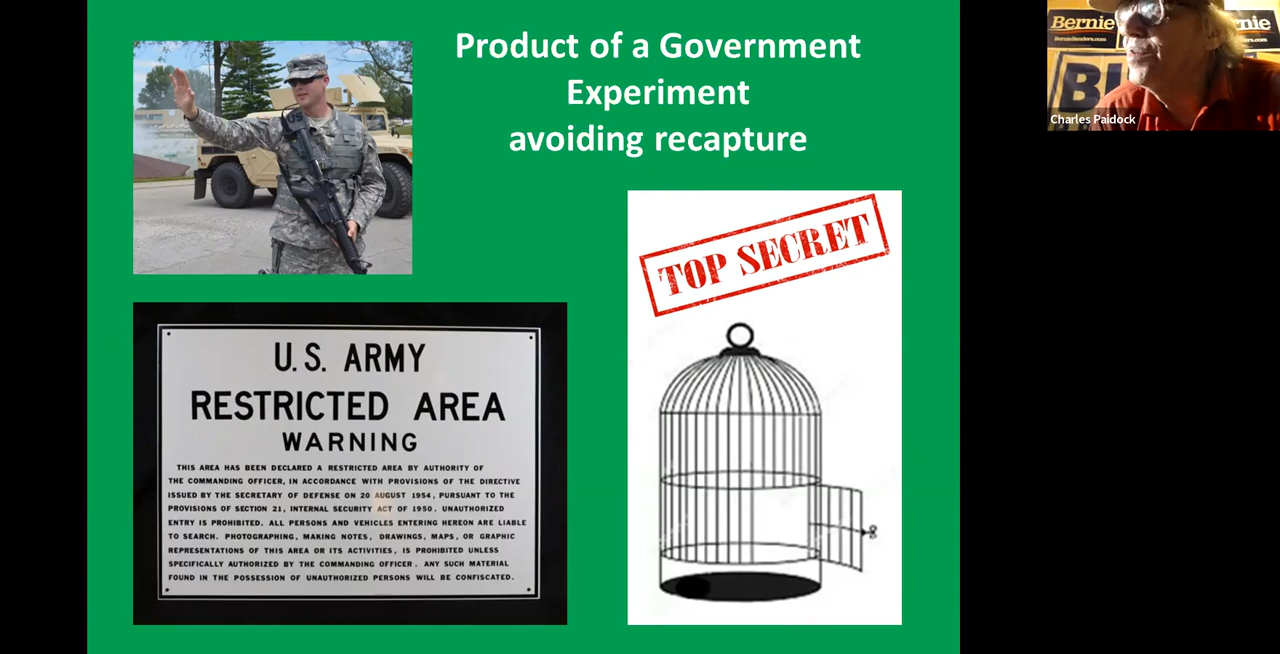 Product of a Government
Experiment
avoiding recapture
US
TOP SECRET
U.S. ARMY
RESTRICTED AREA
WARNING
THIS AREA HAS BEEN DECLARED A RESTRICTED AREA BY AUTHORITY OF
THE COMMANDING OFFICER, IN ACCORDANCE WITH PROVISIONS OF THE DIRECTIVE
ISSUED BY THE SECRETARY OF DEFENSE ON 20 AUGUST 1954, PURSUANT TO THE
PROVISIONS OF SECTION 21, INTERNAL SECURITY ACT OF 1950. UNAUTHORIZED
ENTRY IS PROHIBITED. ALL PERSONS AND VEHICLES ENTERING HEREON ARE LIABLE
TO SEARCH. PHOTOGRAPHING, MAKING NOTES, DRAWINGS, MAPS, OR GRAPHIC
REPRESENTATIONS OF THIS AREA OR ITS ACTIVITIES, IS PROHIBITED UNLESS
SPECIFICALLY AUTHORIZED BY THE COMMANDING OFFICER. ANY SUCH MATERIAL
FOUND IN THE POSSESSION OF UNAUTHORIZED PERSONS WILL BE CONFISCATED.
Bernie
BernieSanders.com
rnie
Charles Paidock